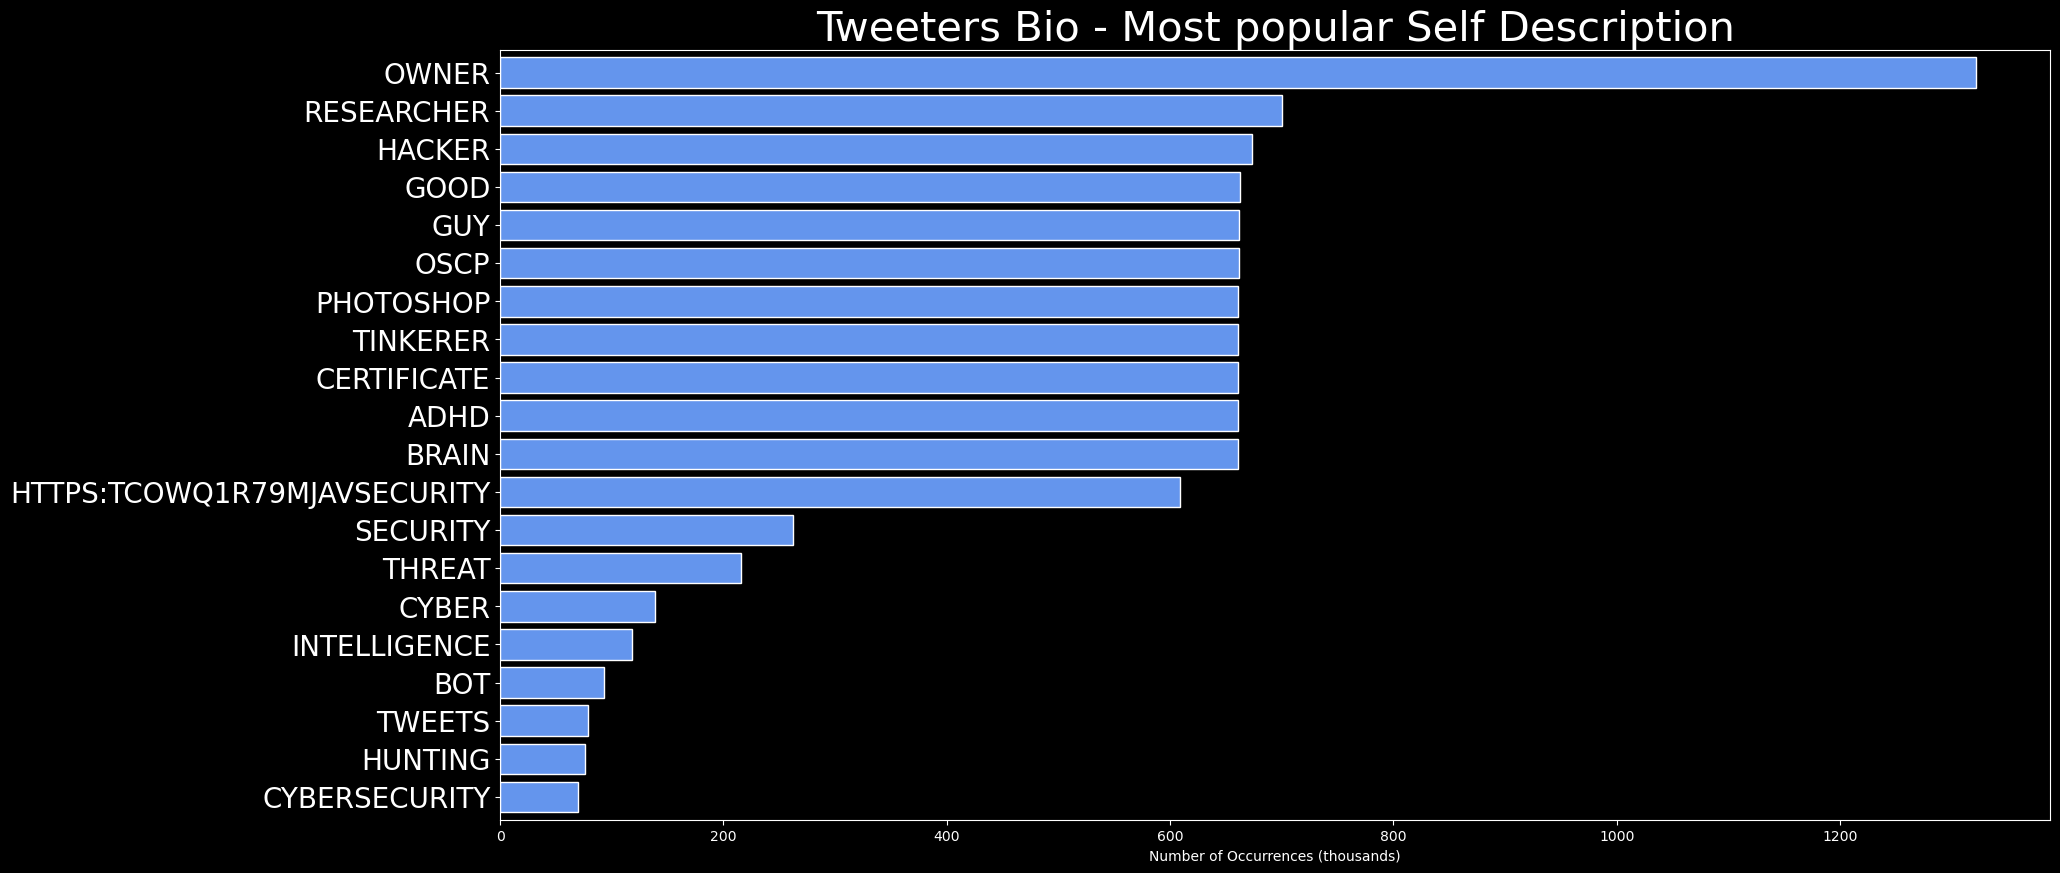 Tweeters Bio - Most popular Self Description
OWNER
RESEARCHER
HACKER
GOOD
GUY
OSCP
PHOTOSHOP
TINKERER
CERTIFICATE
ADHD
BRAIN
HTTPS:TCOWQ1R79MJAVSECURITY
SECURITY
THREAT
CYBER
INTELLIGENCE
BOT
TWEETS
HUNTING
CYBERSECURITY
0 200 400 600 800 1000 1200
Number of Occurrences (thousands)